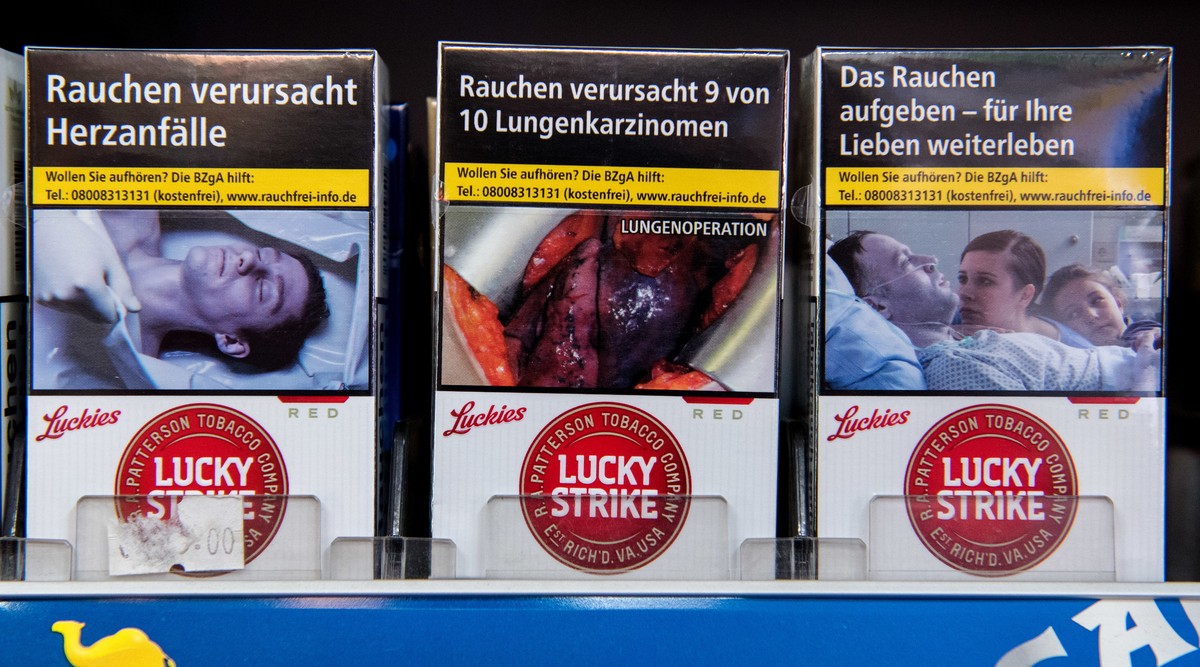 Rauchen verursacht
Herzanfälle
Wollen Sie aufhören? Die BZgA hilft:
Tel.: 08008313131 (kostenfrei), www.rauchfrei-info.de
Luckies
RED
R.A. PATTERSON TOBACCO COMPANY
LUCKY
STRIKE
.00
Rauchen verursacht 9 von
10 Lungenkarzinomen
Wollen Sie aufhören? Die BZgA hilft:
Tel.: 08008313131 (kostenfrei), www.rauchfrei-info.de
LUNGENOPERATION
Luckies
RED
R.A. PATTERSON TOBACCO COMPANY
LUCKY
STRIKE
EST. RICH'D. VA. USA
Das Rauchen
aufgeben – für Ihre
Lieben weiterleben
Wollen Sie aufhören? Die BZgA hilft:
Tel.: 08008313131 (kostenfrei), www.rauchfrei-info.de
Luckies
RED
R.A. PATTERSON TOBACCO COMPANY
LUCKY
STRIKE
EST. RICH'D. VA. USA